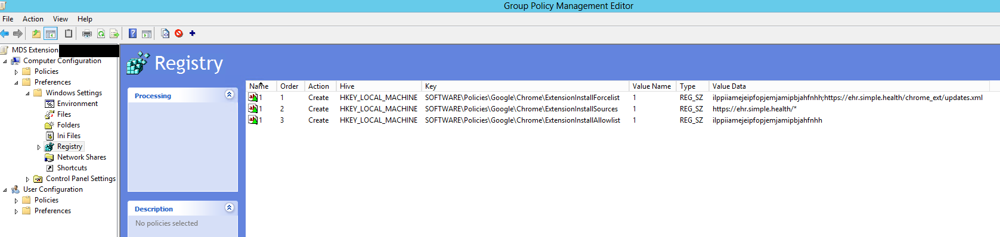 Group Policy Management Editor
File Action View Help
MDS Extension
Computer Configuration
Policies
Preferences
Windows Settings
Environment
Files
Folders
Ini Files
Registry
Network Shares
Shortcuts
Control Panel Settings
User Configuration
Policies
Preferences
Registry
Processing
Description
No policies selected
Name Order Action Hive Key Value Name Type Value Data
1 1 Create HKEY_LOCAL_MACHINE SOFTWARE\Policies\Google\Chrome\ExtensionInstallForcelist 1 REG_SZ ilppiiamejeipfopjemjamipbjahfnhh;https://ehr.simple.health/chrome_ext/updates.xml
1 2 Create HKEY_LOCAL_MACHINE SOFTWARE\Policies\Google\Chrome\ExtensionInstallSources 1 REG_SZ https://ehr.simple.health/*
1 3 Create HKEY_LOCAL_MACHINE SOFTWARE\Policies\Google\Chrome\ExtensionInstallAllowlist 1 REG_SZ ilppiiamejeipfopjemjamipbjahfnhh